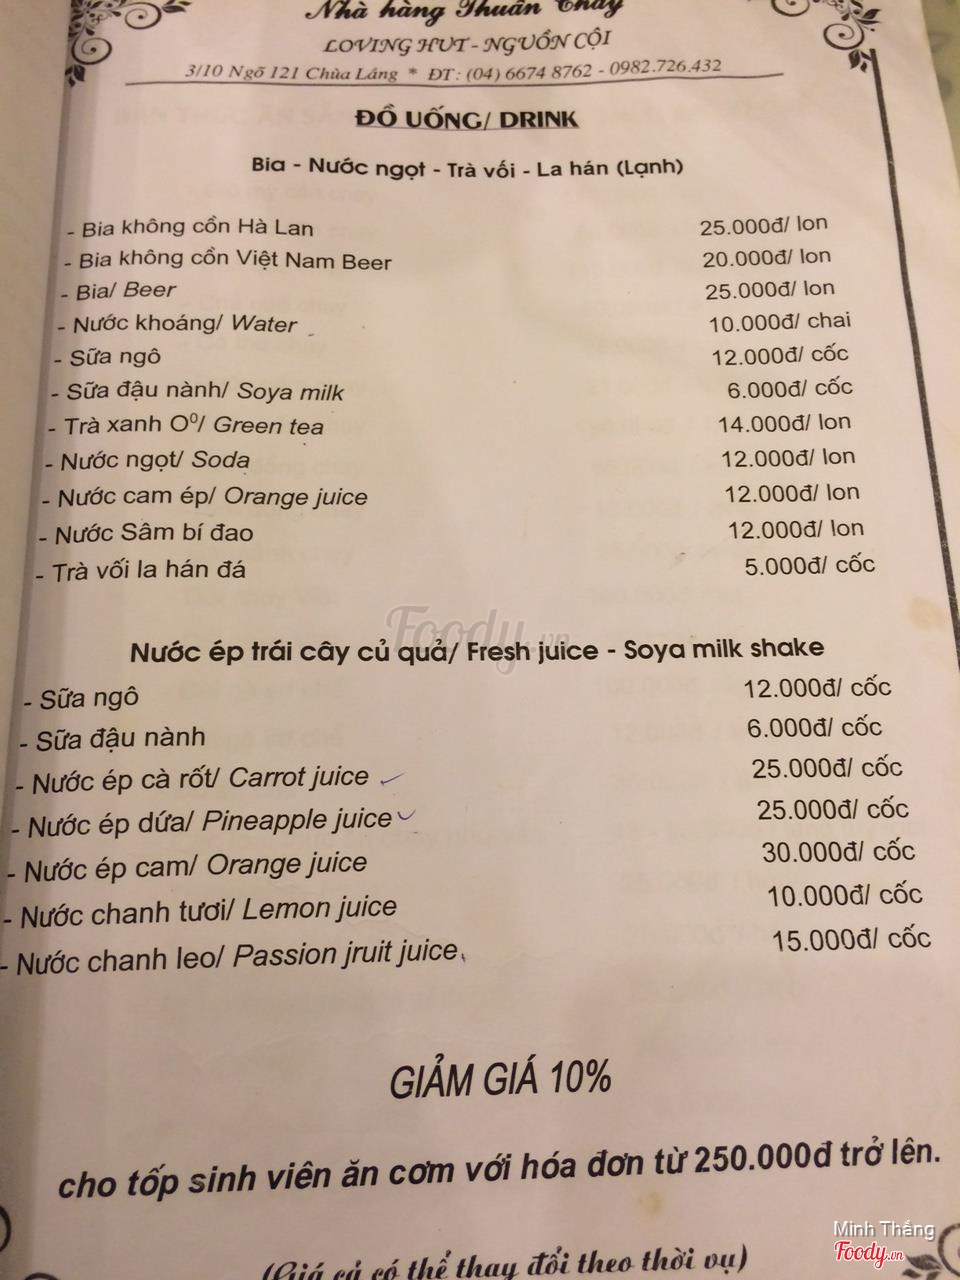 Nhà hàng Thuần Chay
LOVING HUT - NGUỒN CỘI
3/10 Ngõ 121 Chùa Láng * ĐT: (04) 6674 8762 - 0982.726.432
ĐỒ UỐNG/ DRINK
Bia - Nước ngọt - Trà vối - La hán (Lạnh)
- Bia không cồn Hà Lan 25.000đ/ lon
- Bia không cồn Việt Nam Beer 20.000đ/ lon
- Bia/ Beer 25.000đ/ lon
- Nước khoáng/ Water 10.000đ/ chai
- Sữa ngô 12.000đ/ cốc
- Sữa đậu nành/ Soya milk 6.000đ/ cốc
- Trà xanh O⁰/ Green tea 14.000đ/ lon
- Nước ngọt/ Soda 12.000đ/ lon
- Nước cam ép/ Orange juice 12.000đ/ lon
- Nước Sâm bí đao 12.000đ/ lon
- Trà vối la hán đá 5.000đ/ cốc
Foody.vn
Nước ép trái cây củ quả/ Fresh juice - Soya milk shake
- Sữa ngô 12.000đ/ cốc
- Sữa đậu nành 6.000đ/ cốc
- Nước ép cà rốt/ Carrot juice 25.000đ/ cốc
- Nước ép dứa/ Pineapple juice 25.000đ/ cốc
- Nước ép cam/ Orange juice 30.000đ/ cốc
- Nước chanh tươi/ Lemon juice 10.000đ/ cốc
- Nước chanh leo/ Passion jruit juice 15.000đ/ cốc
GIẢM GIÁ 10%
cho tốp sinh viên ăn cơm với hóa đơn từ 250.000đ trở lên.
(Giá cả có thể thay đổi theo thời vụ)
Minh Thắng
Foody.vn